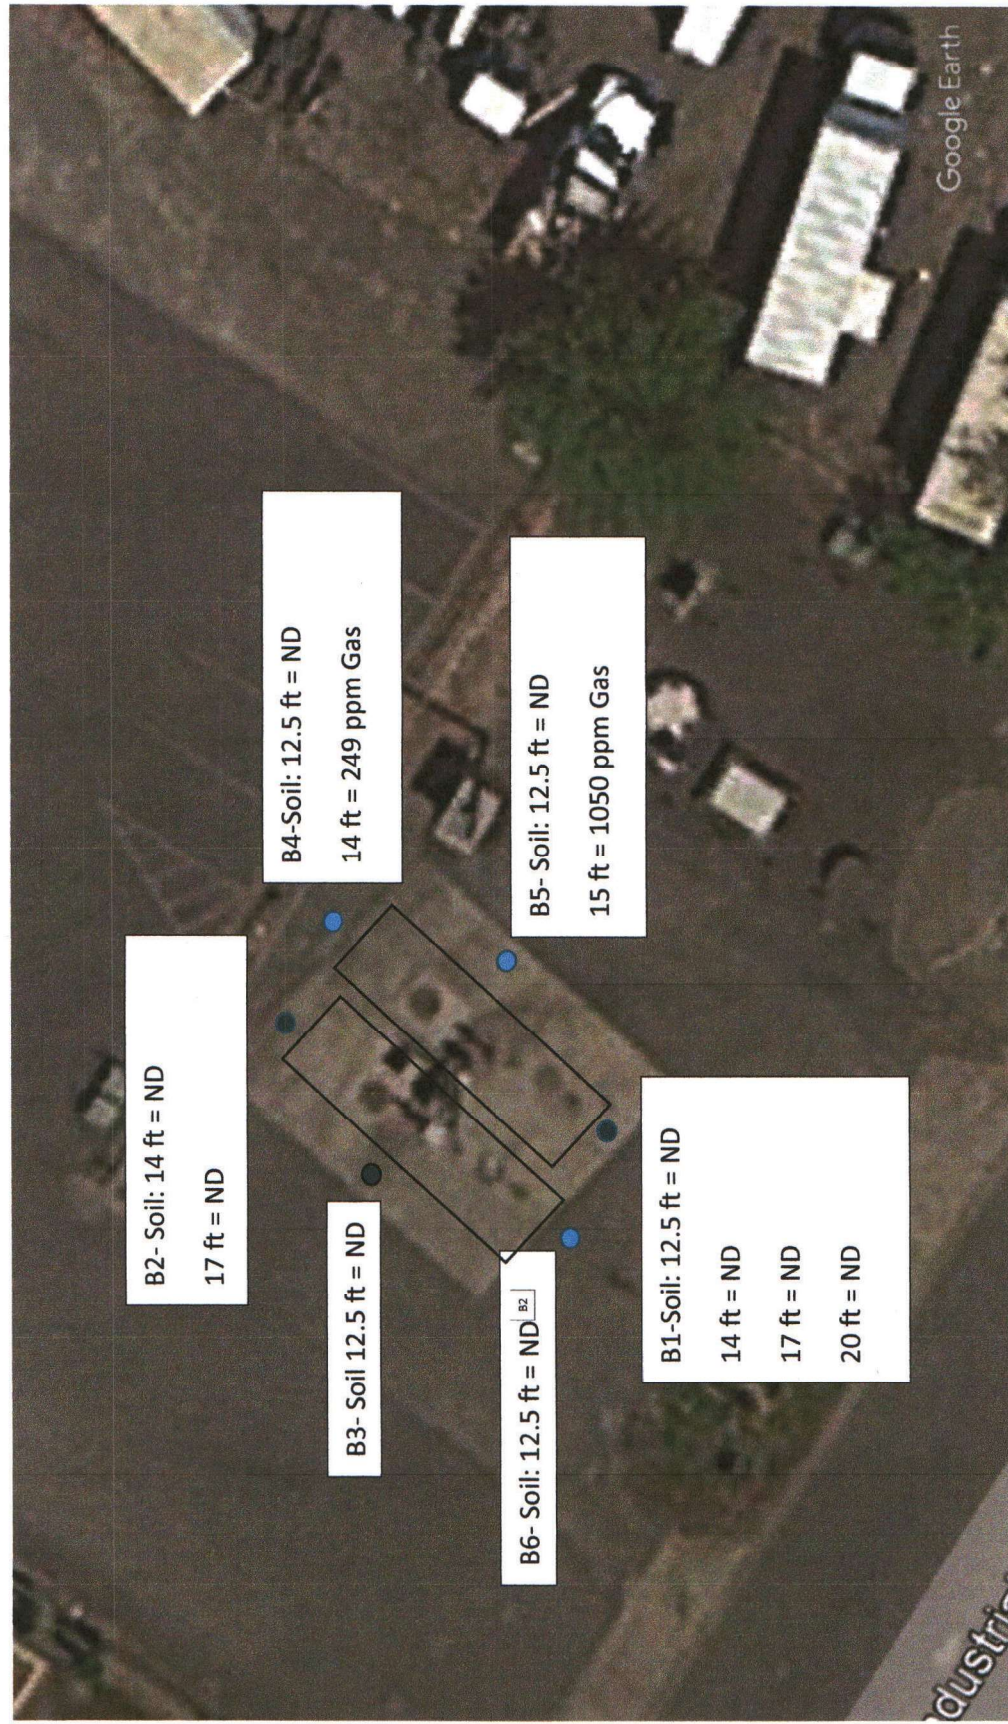 B2- Soil: 14 ft = ND
17 ft = ND
B4-Soil: 12.5 ft = ND
14 ft = 249 ppm Gas
B3- Soil 12.5 ft = ND
B5- Soil: 12.5 ft = ND
15 ft = 1050 ppm Gas
B6- Soil: 12.5 ft = ND
B2
B1-Soil: 12.5 ft = ND
14 ft = ND
17 ft = ND
20 ft = ND
Google Earth
dustrial